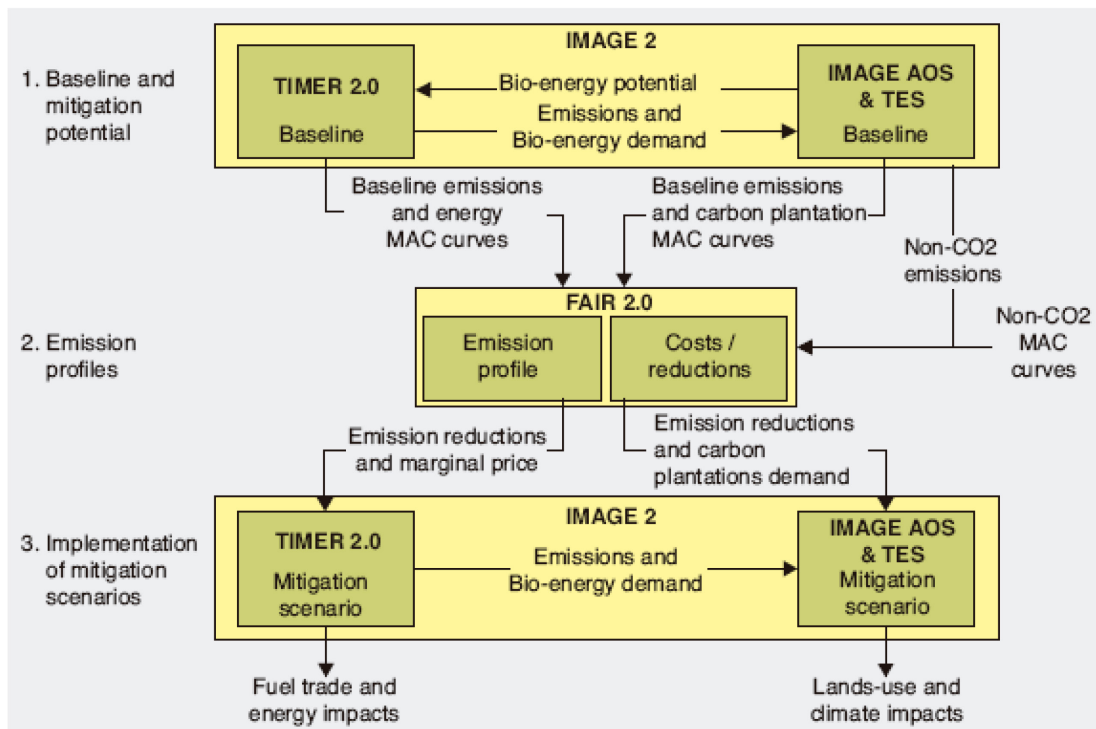 IMAGE 2
1. Baseline and
mitigation
potential
TIMER 2.0
Baseline
Bio-energy potential
Emissions and
Bio-energy demand
IMAGE AOS
& TES
Baseline
Baseline emissions
and energy
MAC curves
Baseline emissions
and carbon plantation
MAC curves
Non-CO2
emissions
Non-CO2
MAC
curves
2. Emission
profiles
FAIR 2.0
Emission
profile
Costs /
reductions
Emission reductions
and marginal price
Emission reductions
and carbon
plantations demand
3. Implementation
of mitigation
scenarios
IMAGE 2
TIMER 2.0
Mitigation
scenario
Emissions and
Bio-energy demand
IMAGE AOS
& TES
Mitigation
scenario
Fuel trade and
energy impacts
Lands-use and
climate impacts